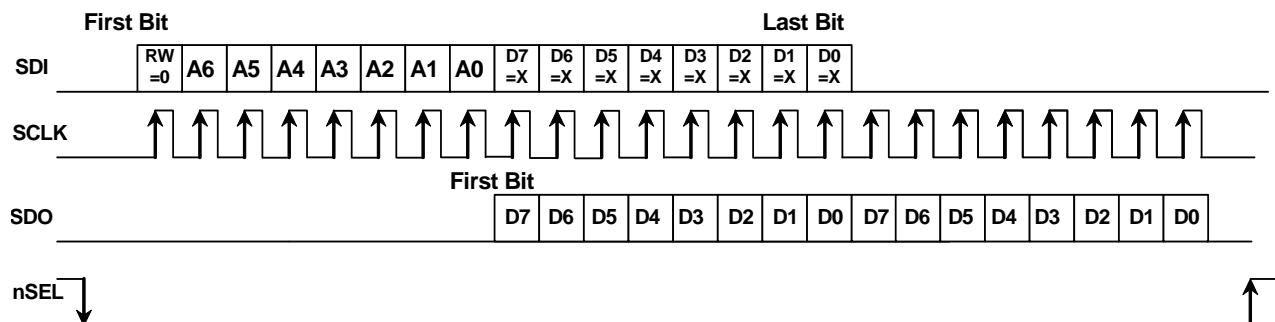 First Bit Last Bit
SDI RW =0 A6 A5 A4 A3 A2 A1 A0 D7 =X D6 =X D5 =X D4 =X D3 =X D2 =X D1 =X D0 =X
SCLK
First Bit
SDO D7 D6 D5 D4 D3 D2 D1 D0 D7 D6 D5 D4 D3 D2 D1 D0
nSEL